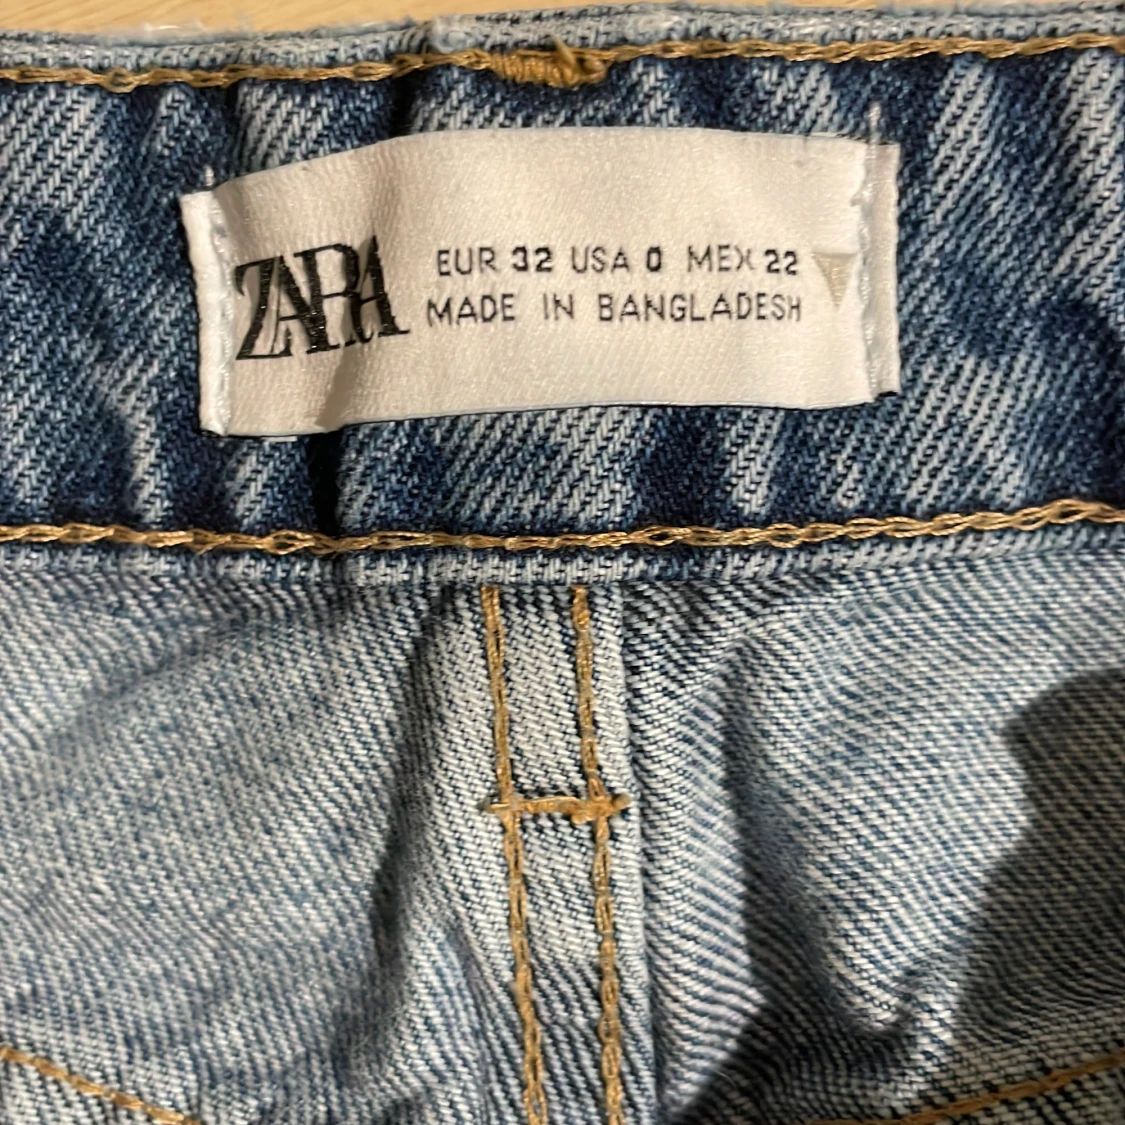 ZARA
EUR 32 USA 0 MEX 22
MADE IN BANGLADESH